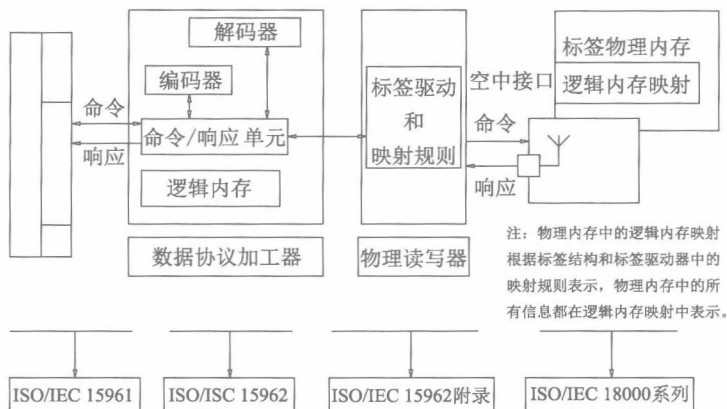 解码器
编码器
命令
命令/响应 单元
响应
逻辑内存
标签驱动
和
映射规则
空中接口
命令
响应
标签物理内存
逻辑内存映射
数据协议加工器
物理读写器
注：物理内存中的逻辑内存映射
根据标签结构和标签驱动器中的
映射规则表示，物理内存中的所
有信息都在逻辑内存映射中表示。
ISO/IEC 15961
ISO/ISC 15962
ISO/IEC 15962附录
ISO/IEC 18000系列